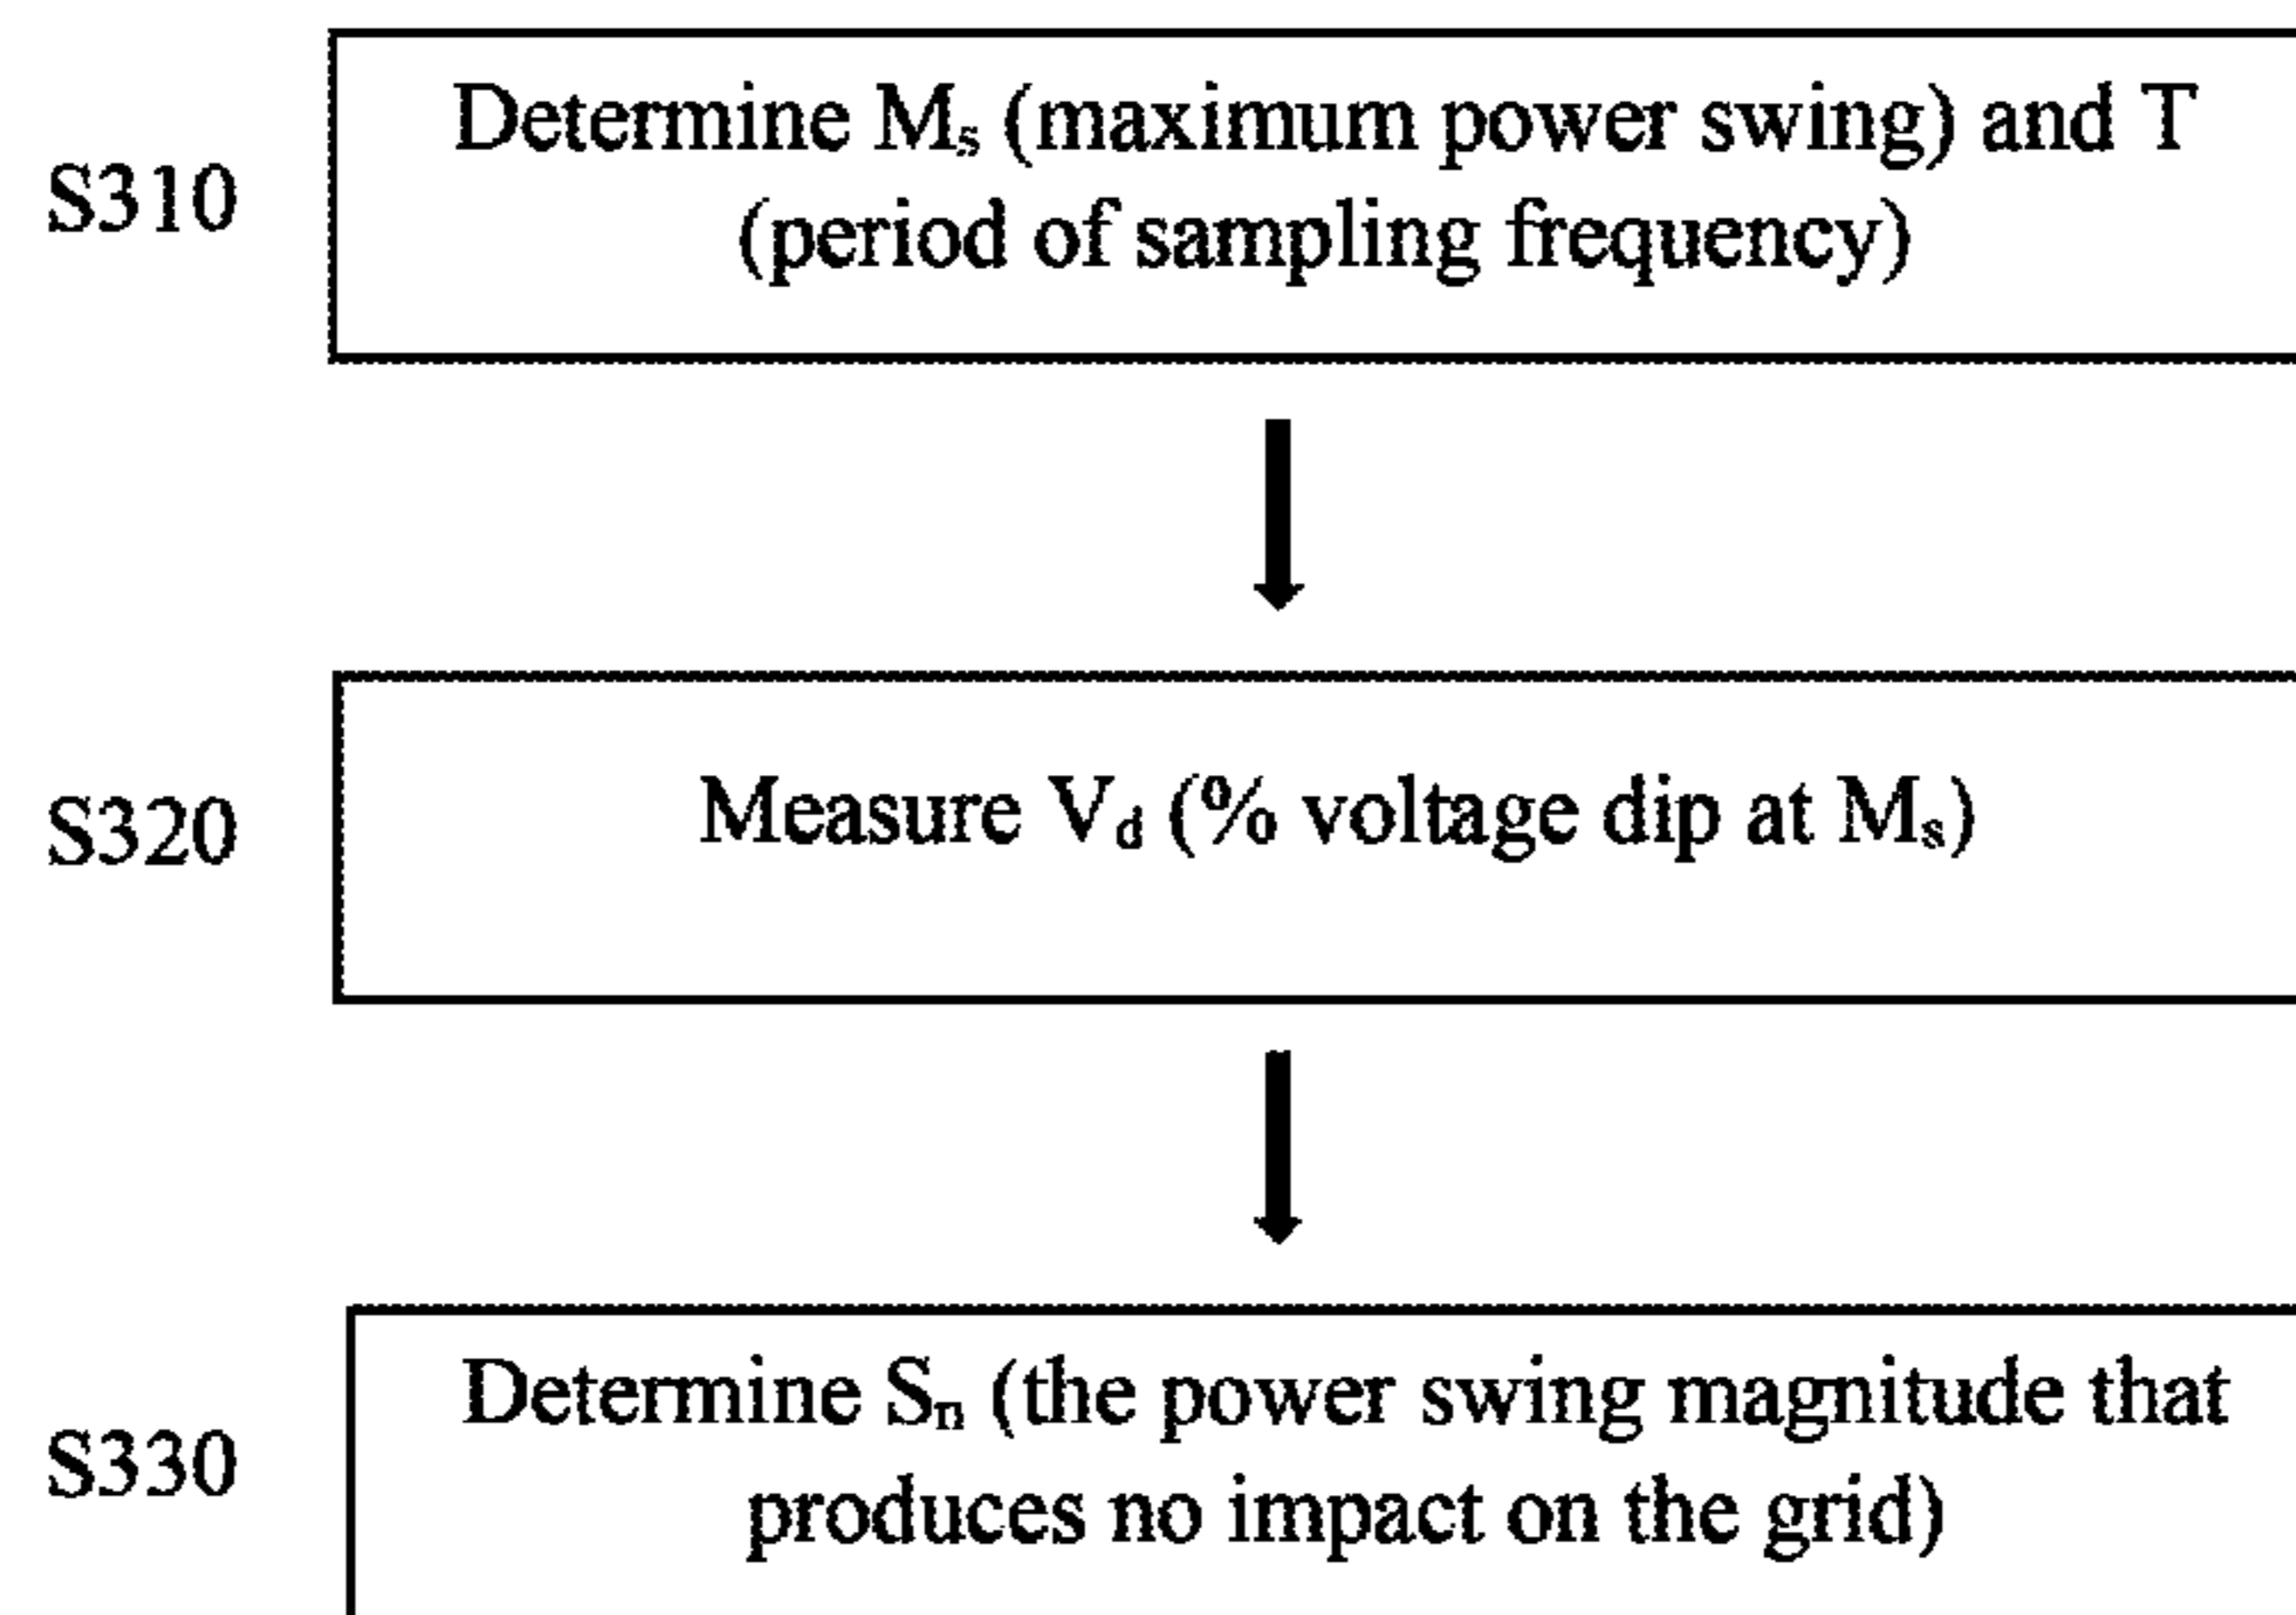 S310
Determine Ms (maximum power swing) and T
(period of sampling frequency)
S320
Measure Vd (% voltage dip at Ms)
S330
Determine Sn (the power swing magnitude that
produces no impact on the grid)